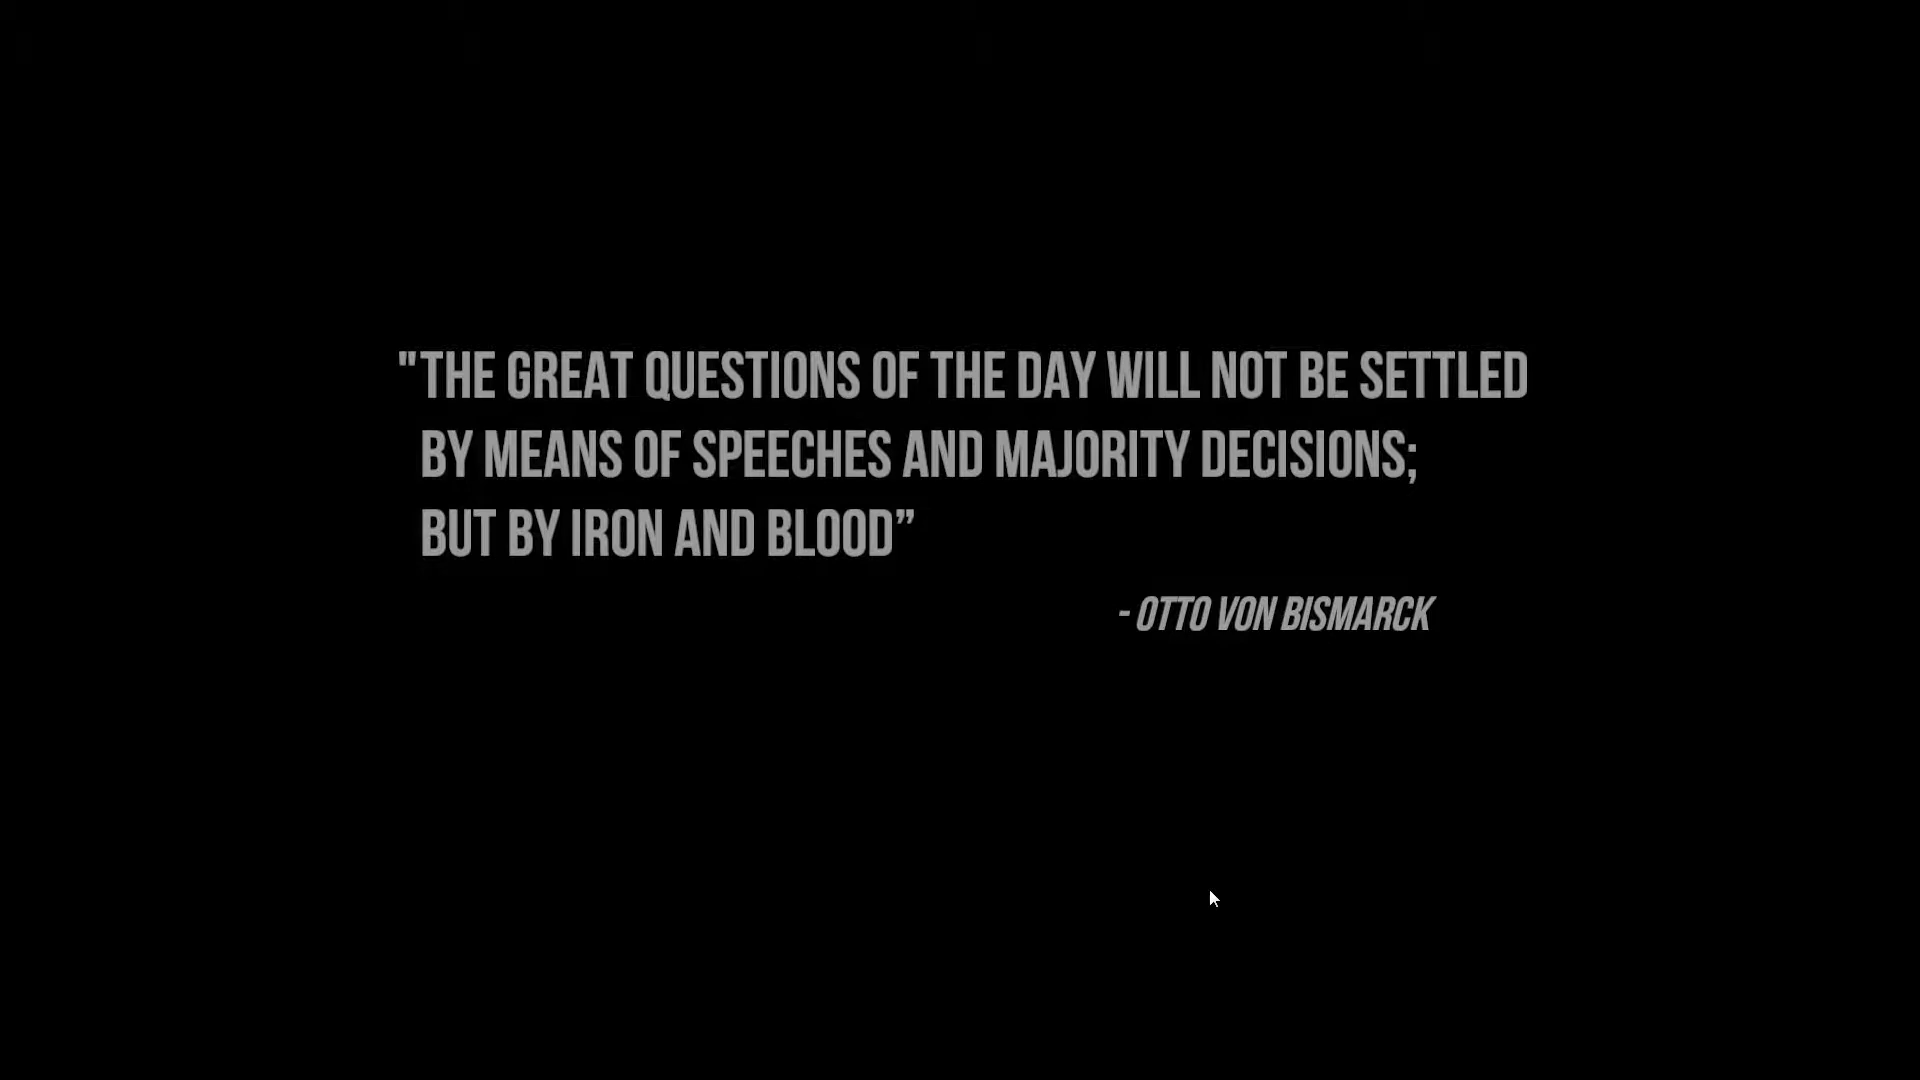 "THE GREAT QUESTIONS OF THE DAY WILL NOT BE SETTLED
BY MEANS OF SPEECHES AND MAJORITY DECISIONS;
BUT BY IRON AND BLOOD”
- OTTO VON BISMARCK